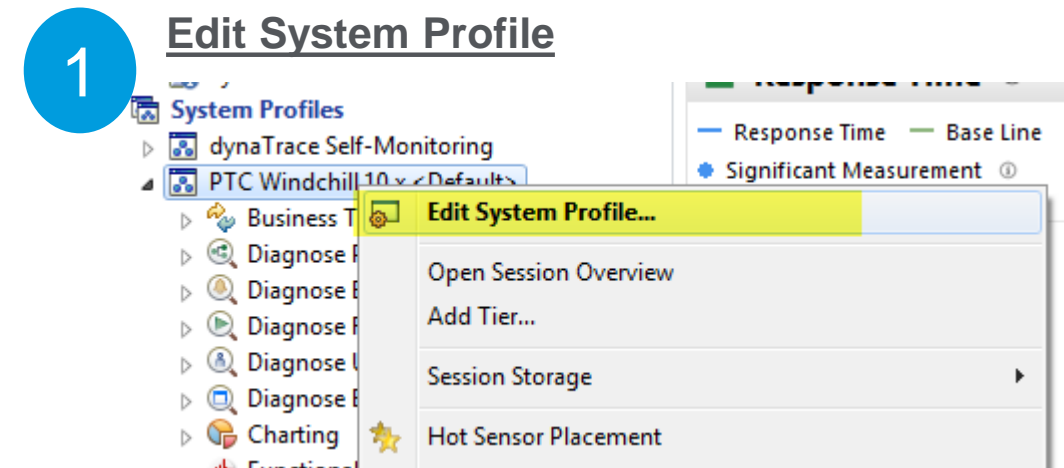 1
Edit System Profile
System Profiles
Response Time
dynaTrace Self-Monitoring
Response Time
Base Line
PTC Windchill 10.x <Default>
Significant Measurement
Business T
Edit System Profile...
Diagnose
Open Session Overview
Diagnose
Add Tier...
Diagnose
Diagnose
Session Storage
Diagnose
Charting
Hot Sensor Placement